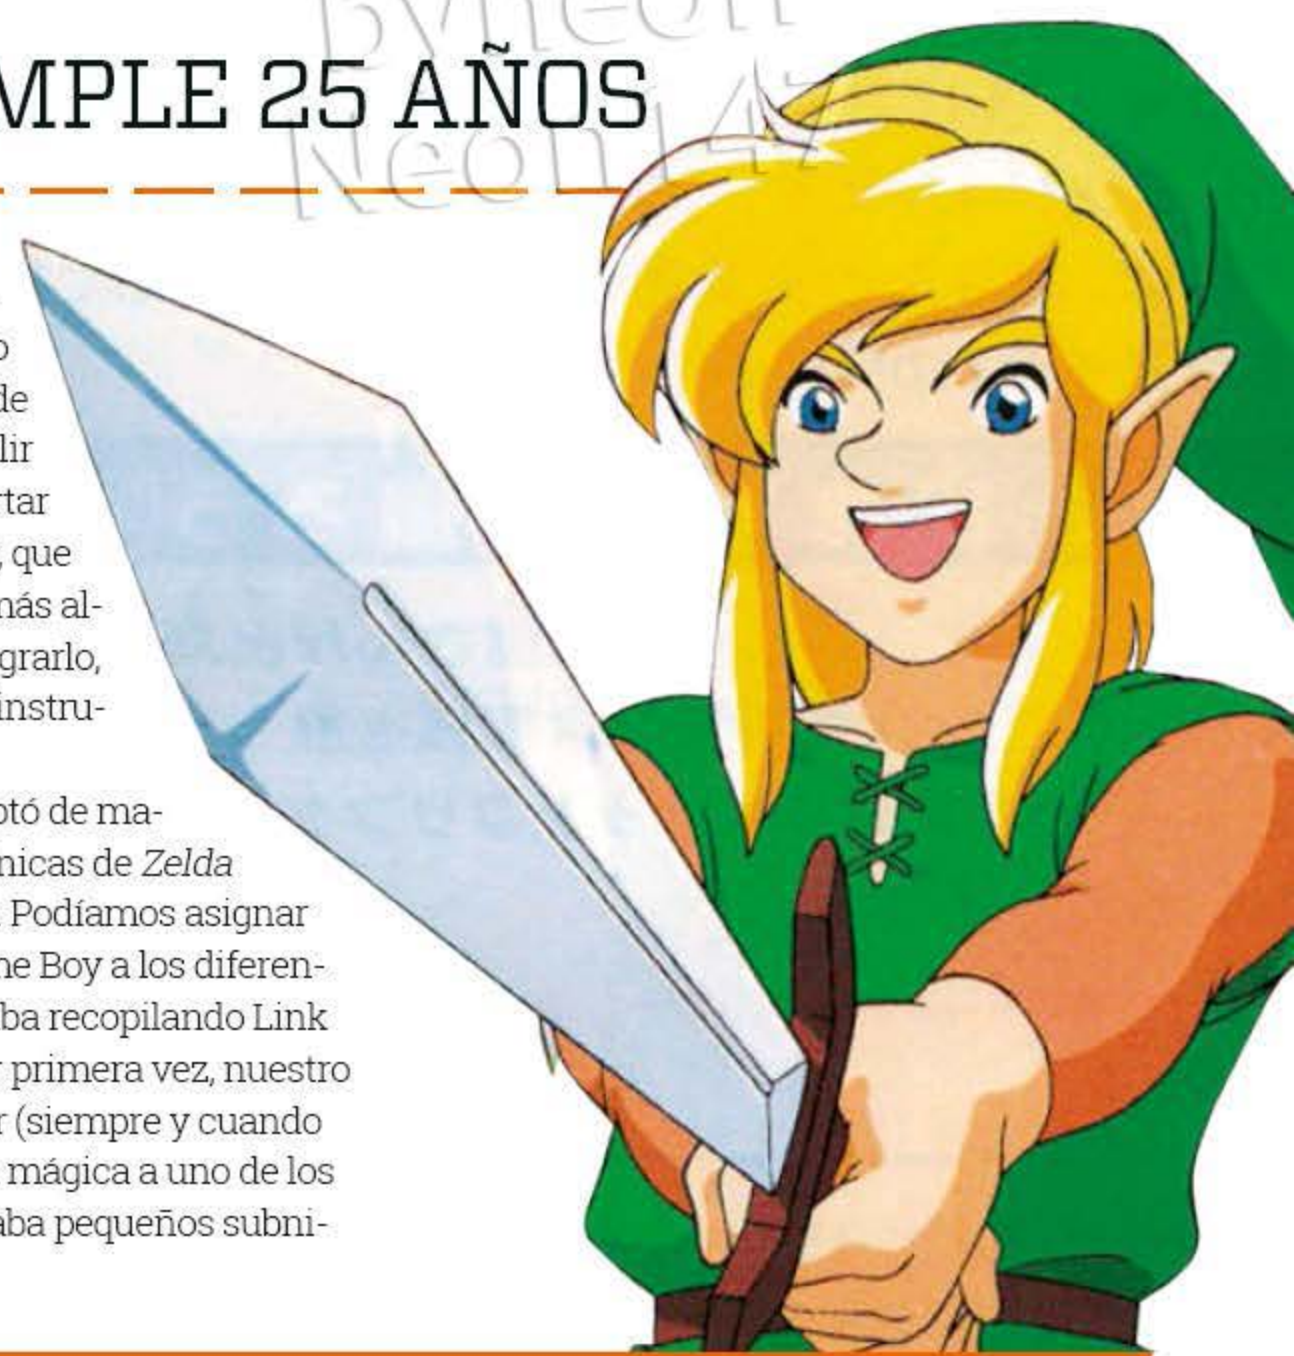 byneon
Neon147
MPLE 25 AÑOS
o
de
lir
rtar
, que
más al-
grarlo,
instru-
otó de ma-
nicas de Zelda
. Podíamos asignar
ne Boy a los diferen-
ba recopilando Link
r primera vez, nuestro
r (siempre y cuando
mágica a uno de los
aba pequeños subni-